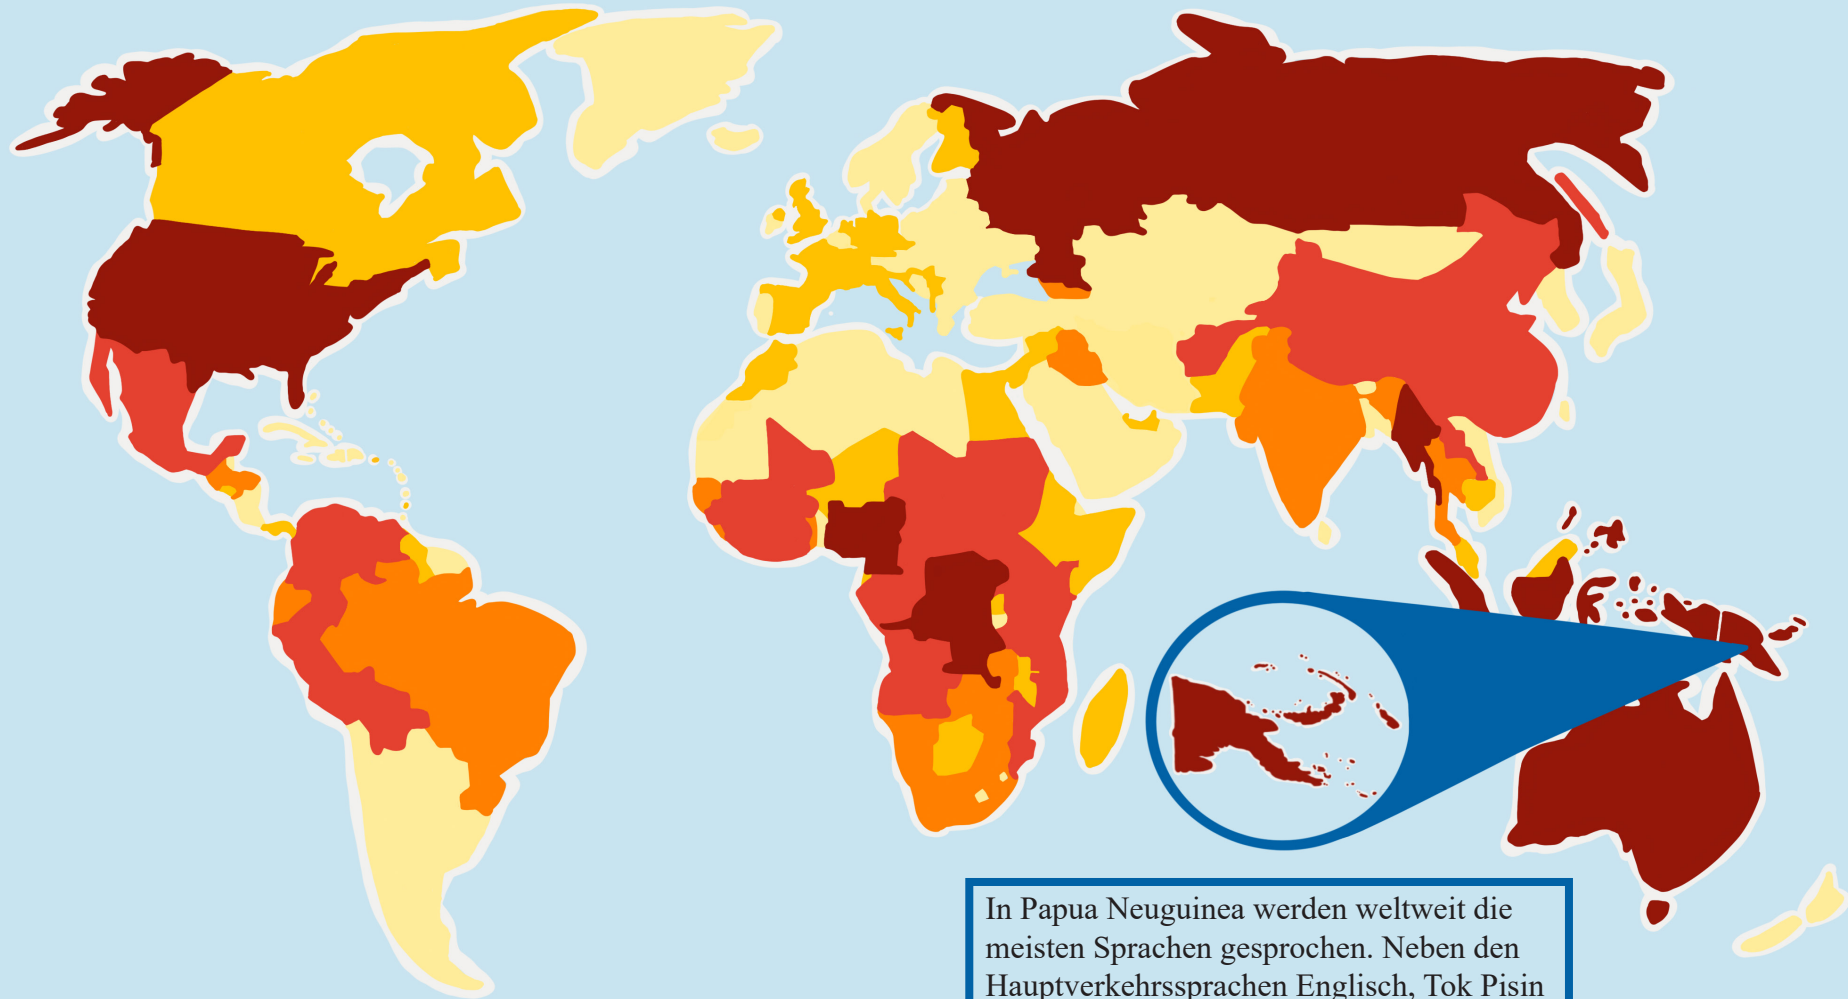 In Papua Neuguinea werden weltweit die
meisten Sprachen gesprochen. Neben den
Hauptverkehrssprachen Englisch, Tok Pisin